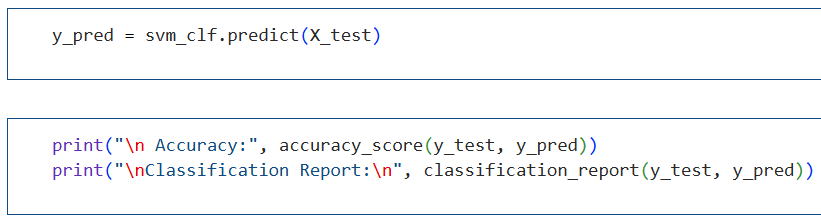 y_pred = svm_clf.predict(X_test)
print("\n Accuracy:", accuracy_score(y_test, y_pred))
print("\nClassification Report:\n", classification_report(y_test, y_pred))